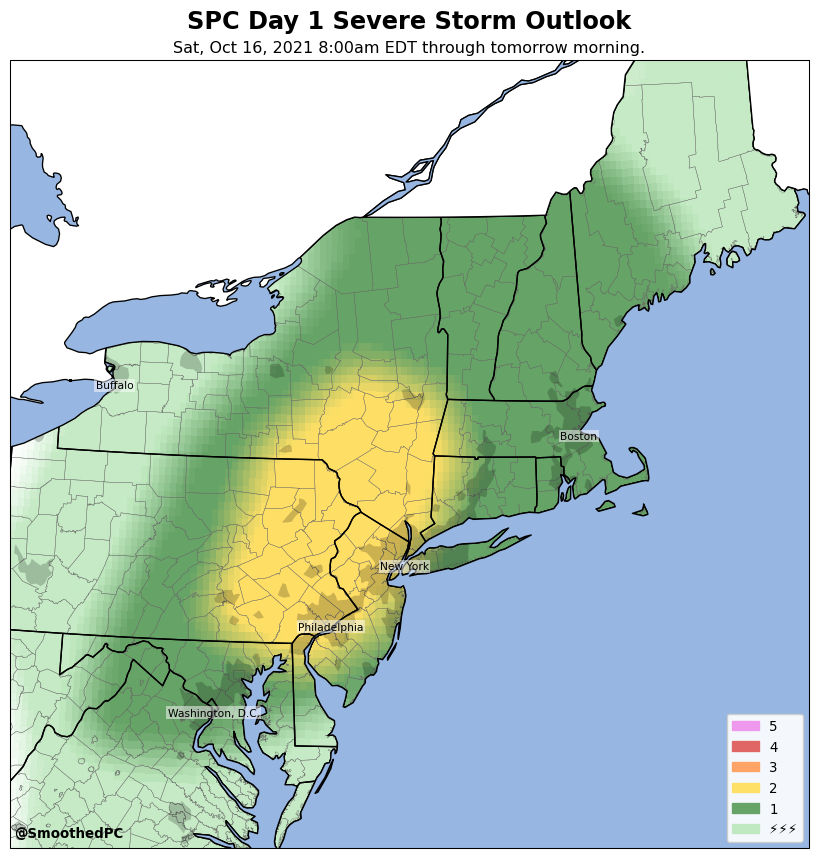 SPC Day 1 Severe Storm Outlook
Sat, Oct 16, 2021 8:00am EDT through tomorrow morning.
Buffalo
Boston
New York
Philadelphia
Washington, D.C.
5
4
3
2
1
⚡⚡⚡
@SmoothedPC